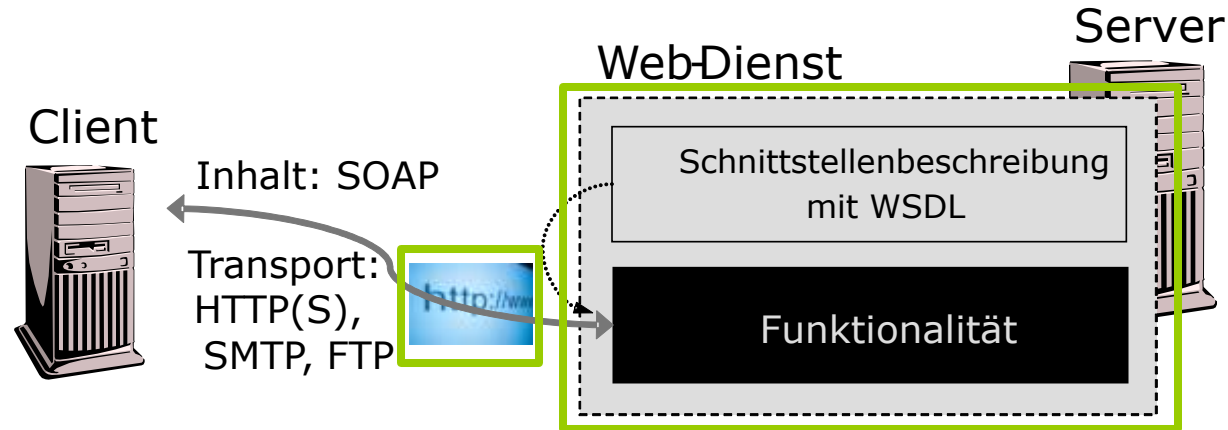 Server
Web-Dienst
Client
Inhalt: SOAP
Schnittstellenbeschreibung
mit WSDL
Transport:
HTTP(S),
SMTP, FTP
http://www
Funktionalität